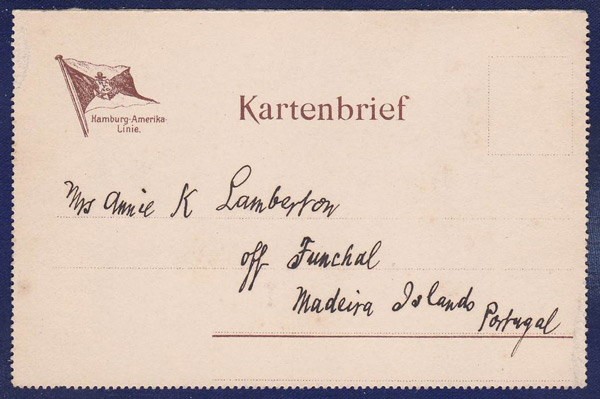 Hamburg-Amerika-
Linie.
Kartenbrief
Mrs Annie K Lamberton
off Funchal
Madeira Islands
Portugal